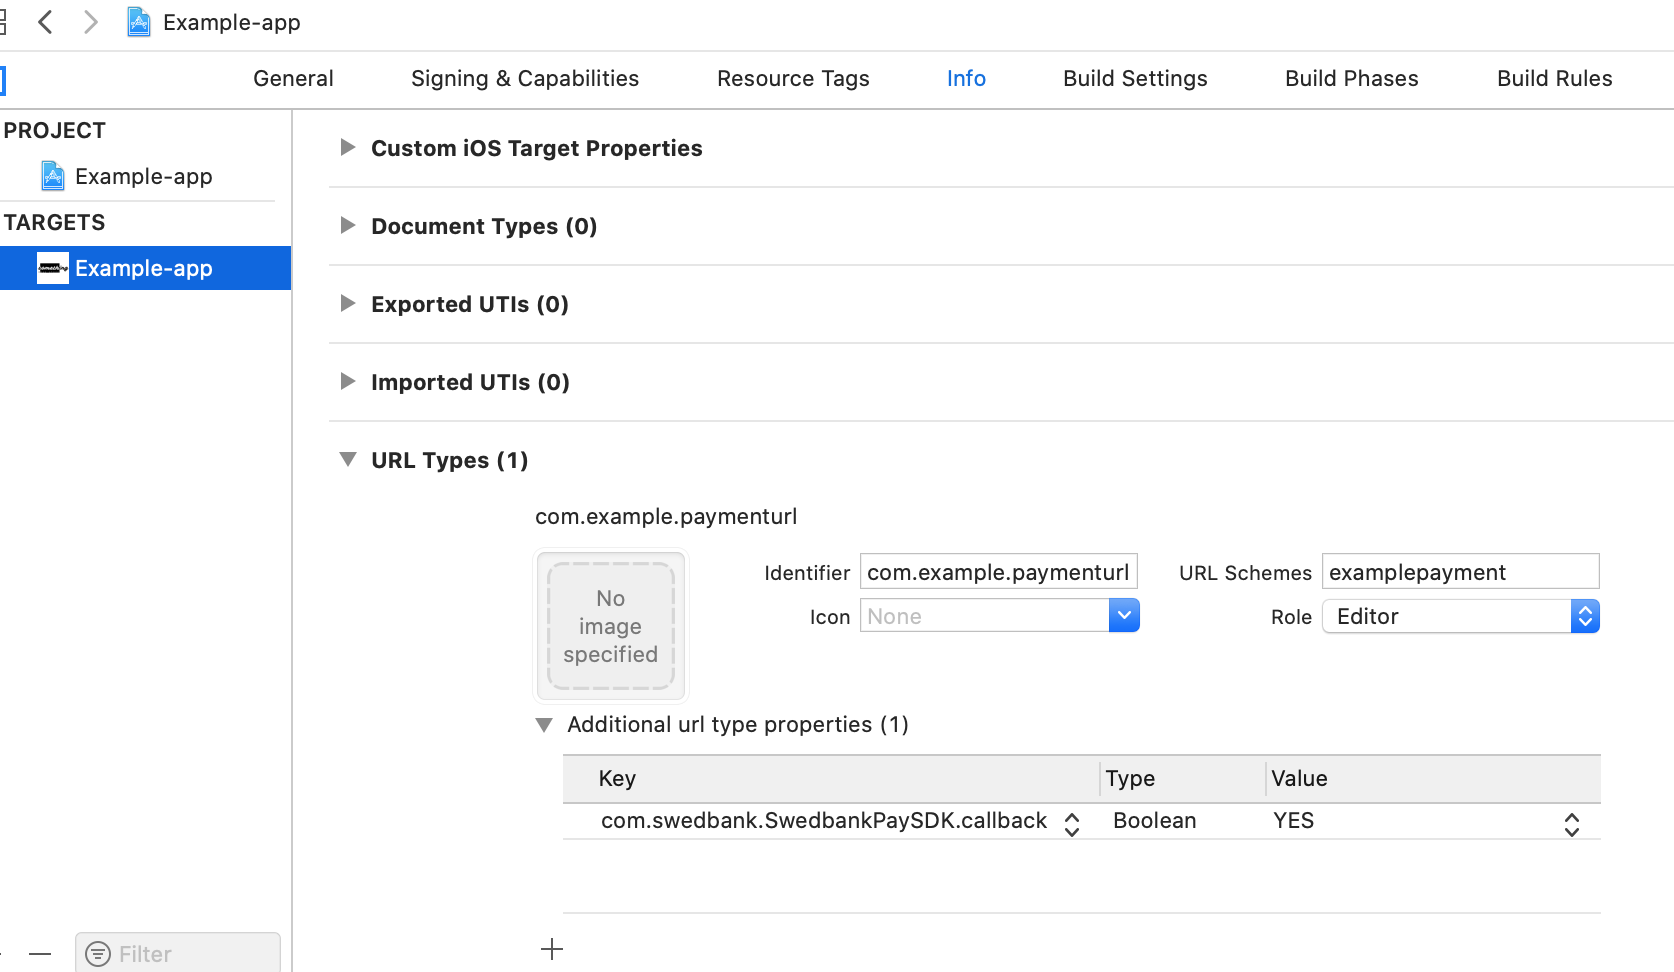 Example-app
General Signing & Capabilities Resource Tags Info Build Settings Build Phases Build Rules
PROJECT
Example-app
TARGETS
Example-app
Custom iOS Target Properties
Document Types (0)
Exported UTIs (0)
Imported UTIs (0)
URL Types (1)
com.example.paymenturl
No
image
specified
Identifier com.example.paymenturl URL Schemes examplepayment
Icon None Role Editor
Additional url type properties (1)
Key Type Value
com.swedbank.SwedbankPaySDK.callback Boolean YES
Filter